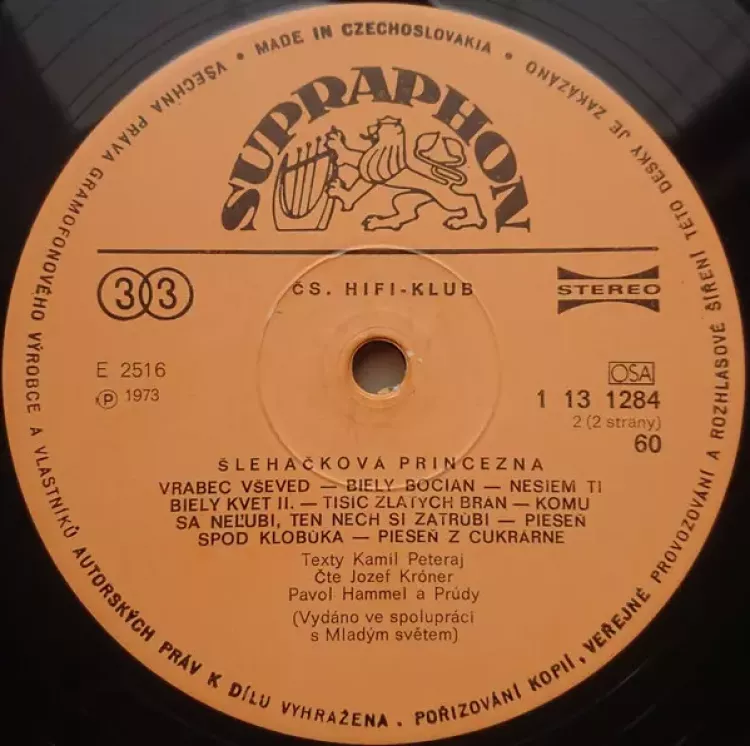 • MADE IN CZECHOSLOVAKIA •
VŠECHNA PRÁVA GRAMOFONOVÉHO VÝROBCE A VLASTNÍKŮ AUTORSKÝCH PRÁV K DÍLU VYHRAŽENA. POŘIZOVÁNÍ KOPIÍ, VEŘEJNÉ PROVOZOVÁNÍ A ROZHLASOVÉ ŠÍŘENÍ TÉTO DESKY JE ZAKÁZÁNO
SUPRAPHON
33
ČS. HIFI-KLUB
STEREO
E 2516
℗ 1973
OSA
1 13 1284
2 (2 strany)
60
ŠLEHAČKOVÁ PRINCEZNA
VRABEC VŠEVED — BIELY BOCIAN — NESIEM TI
BIELY KVET II. — TISÍC ZLATÝCH BRÁN — KOMU
SA NEĽÚBI, TEN NECH SI ZATRÚBI — PIESEŇ
SPOD KLOBÚKA — PIESEŇ Z CUKRÁRNE
Texty Kamil Peteraj
Čte Jozef Króner
Pavol Hammel a Prúdy
(Vydáno ve spolupráci
s Mladým světem)